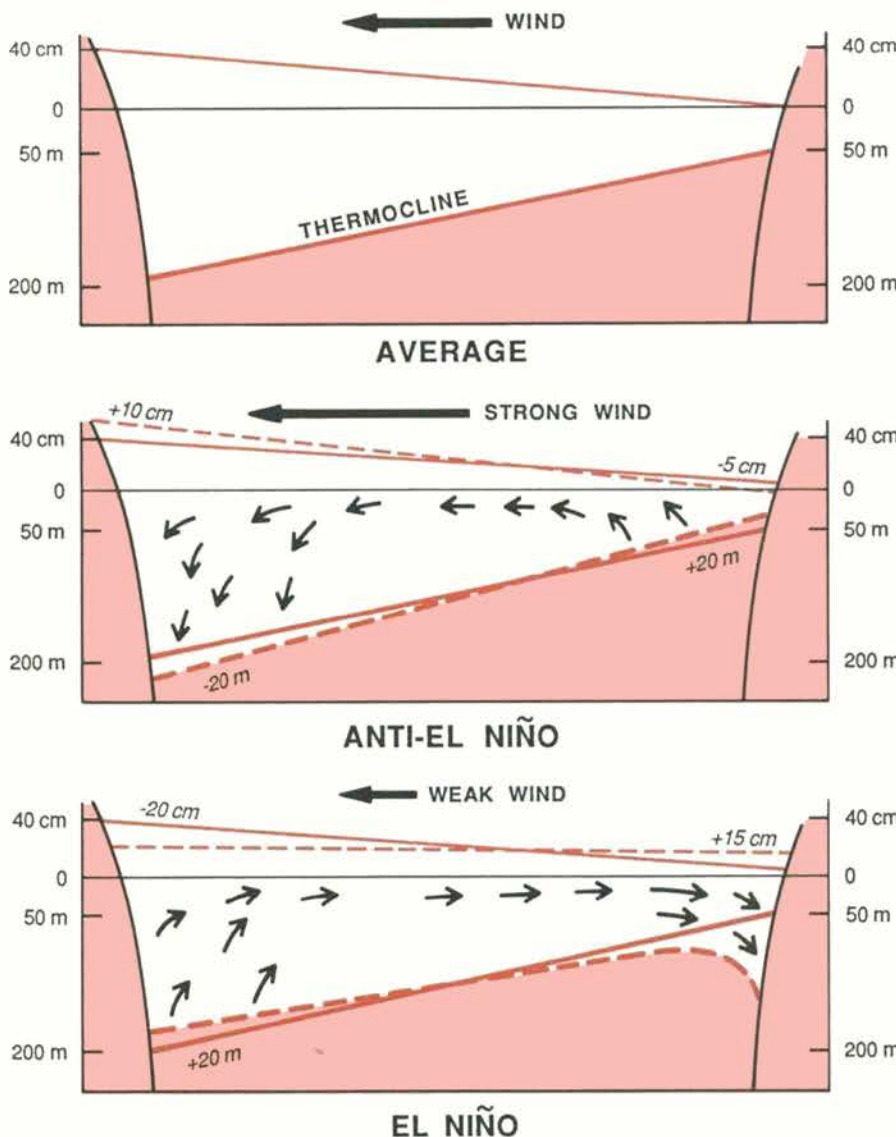 WIND
40 cm 40 cm
0 0
50 m 50 m
THERMOCLINE
200 m 200 m
AVERAGE
+10 cm STRONG WIND
40 cm 40 cm
-5 cm
0 0
50 m 50 m
+20 m
200 m 200 m
-20 m
ANTI-EL NIÑO
WEAK WIND
-20 cm
40 cm 40 cm
+15 cm
0 0
50 m 50 m
200 m 200 m
+20 m
EL NIÑO